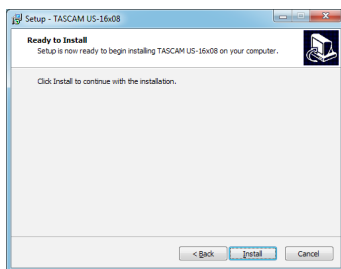 Setup - TASCAM US-16x08
Ready to Install
Setup is now ready to begin installing TASCAM US-16x08 on your computer.
Click Install to continue with the installation.
< Back Install Cancel